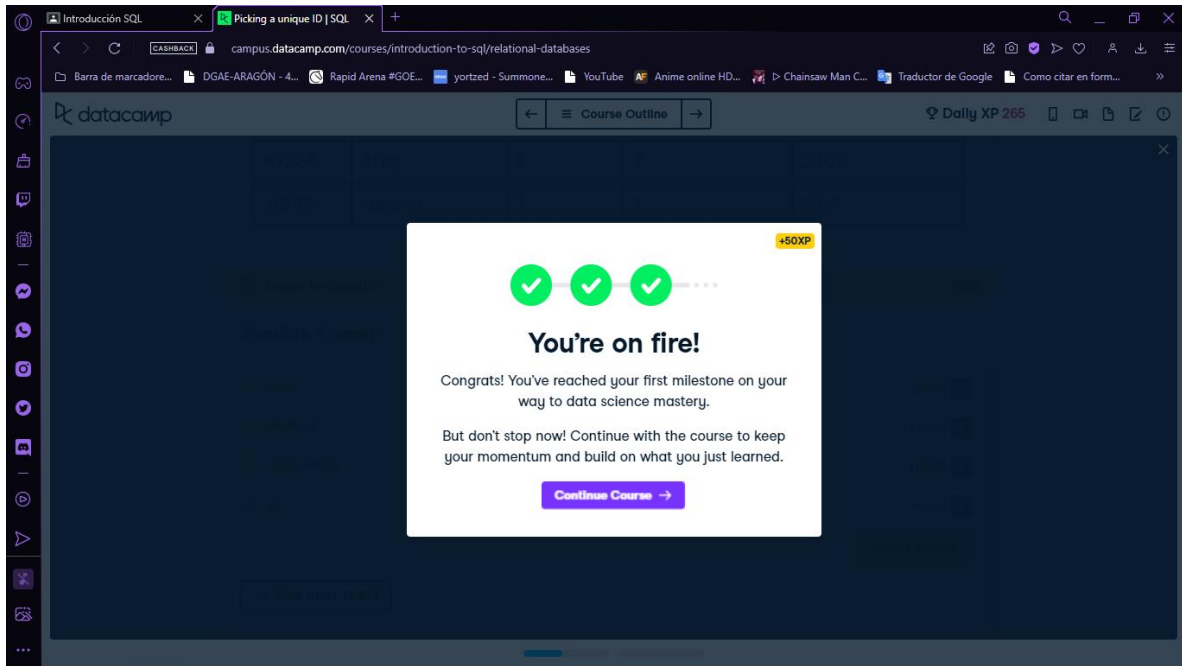 Introducción SQL
Picking a unique ID | SQL
CASHBACK
campus.datacamp.com/courses/introduction-to-sql/relational-databases
Barra de marcadore...
DGAE-ARAGÓN - 4...
Rapid Arena #GOE...
yortzed - Summone...
YouTube
AF
Anime online HD...
▷ Chainsaw Man C...
Traductor de Google
Como citar en form...
»
datacamp
Course Outline
Daily XP 265
+50XP
You're on fire!
Congrats! You've reached your first milestone on your
way to data science mastery.
But don't stop now! Continue with the course to keep
your momentum and build on what you just learned.
Continue Course →